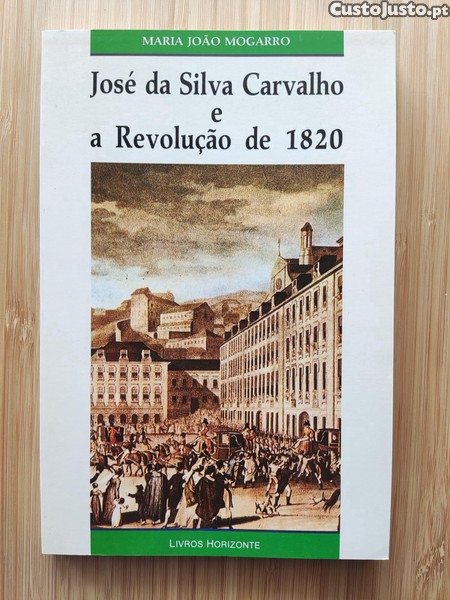 CustoJusto.pt
MARIA JOÃO MOGARRO
José da Silva Carvalho
e
a Revolução de 1820
LIVROS HORIZONTE